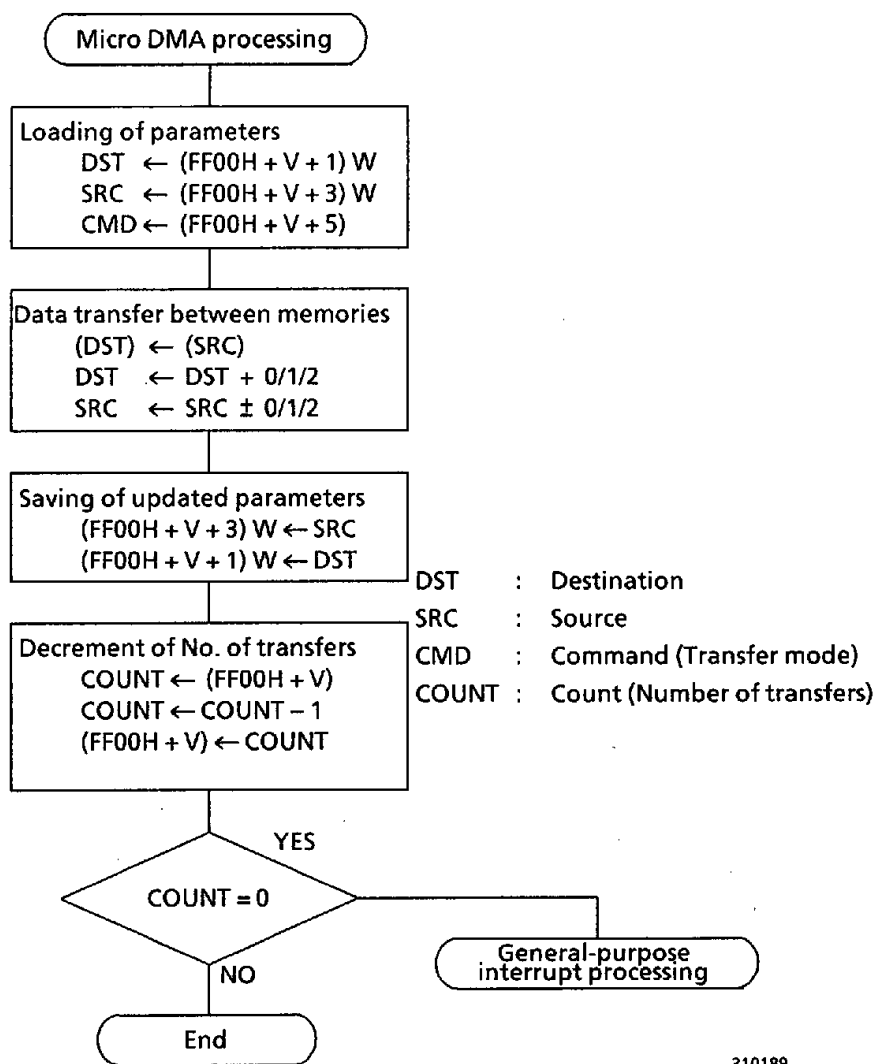 Micro DMA processing
Loading of parameters
DST ← (FF00H + V + 1) W
SRC ← (FF00H + V + 3) W
CMD ← (FF00H + V + 5)
Data transfer between memories
(DST) ← (SRC)
DST ← DST + 0/1/2
SRC ← SRC ± 0/1/2
Saving of updated parameters
(FF00H + V + 3) W ← SRC
(FF00H + V + 1) W ← DST
DST : Destination
SRC : Source
CMD : Command (Transfer mode)
COUNT : Count (Number of transfers)
Decrement of No. of transfers
COUNT ← (FF00H + V)
COUNT ← COUNT – 1
(FF00H + V) ← COUNT
YES
COUNT = 0
General-purpose
interrupt processing
NO
End
210189